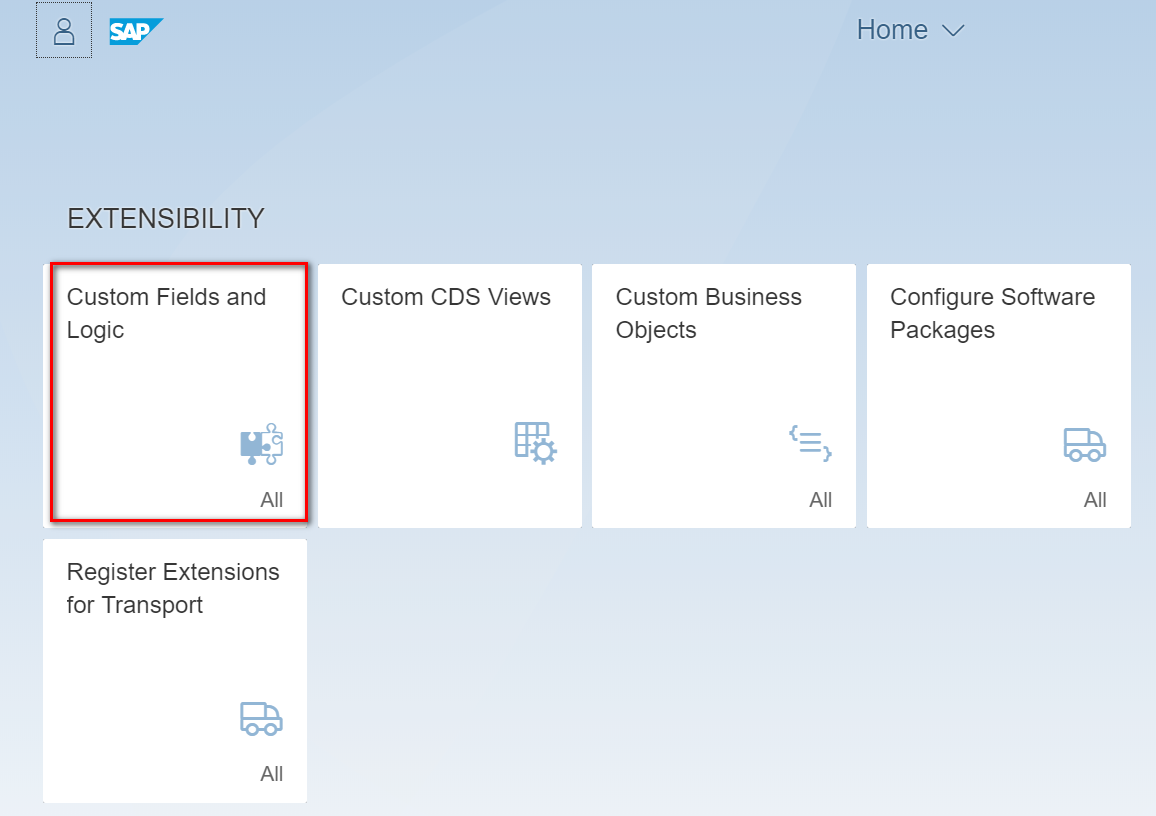 SAP
Home
EXTENSIBILITY
Custom Fields and
Logic
All
Custom CDS Views
Custom Business
Objects
All
Configure Software
Packages
All
Register Extensions
for Transport
All